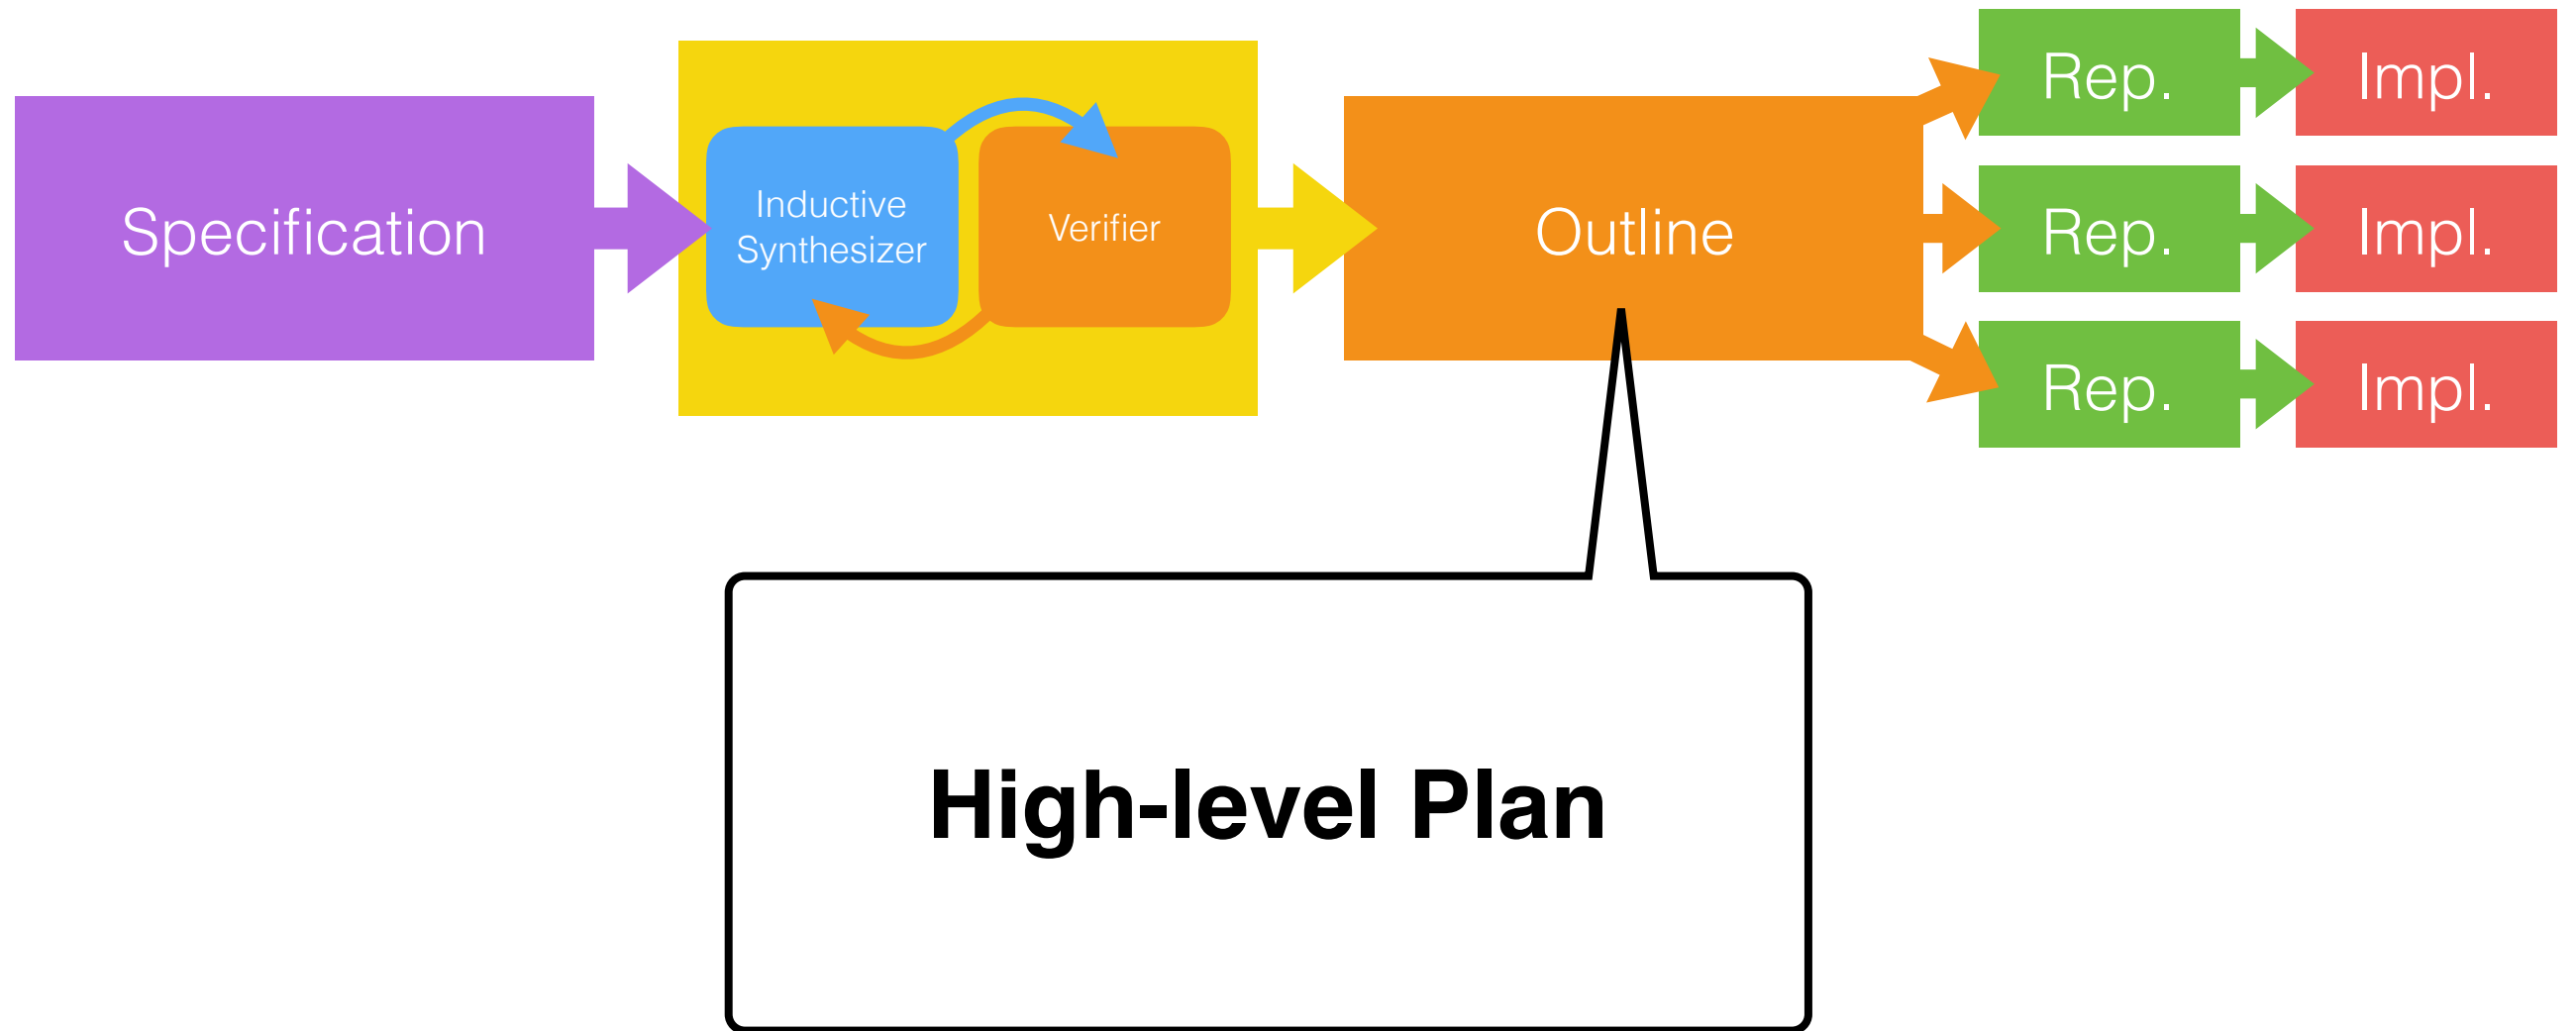 Specification
Inductive
Synthesizer
Verifier
Outline
Rep.
Impl.
Rep.
Impl.
Rep.
Impl.
High-level Plan